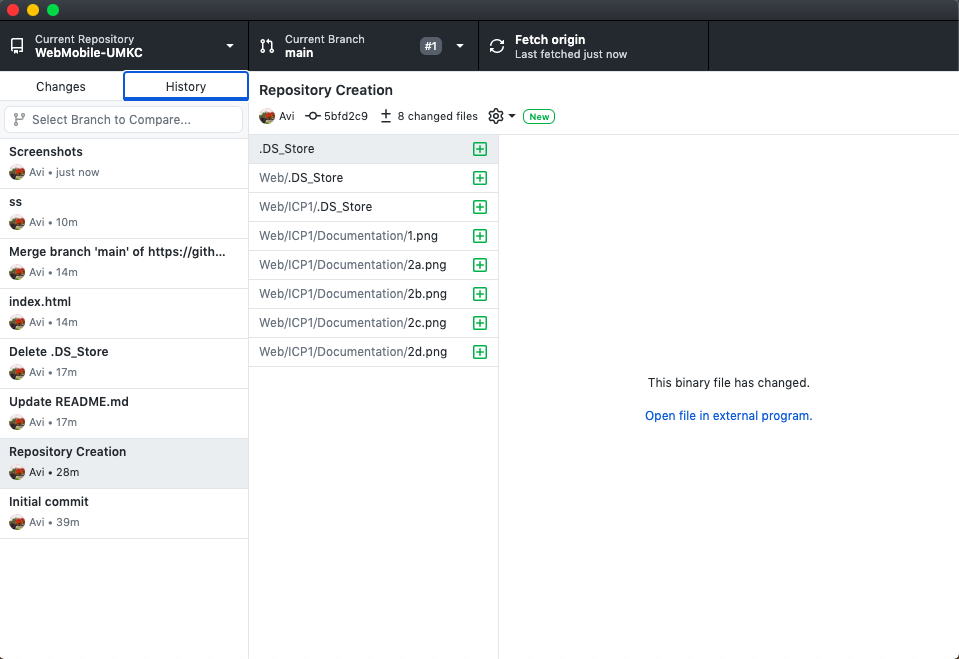 Current Repository
WebMobile-UMKC
Current Branch
main
#1
Fetch origin
Last fetched just now
Changes
History
Select Branch to Compare...
Screenshots
Avi • just now
ss
Avi • 10m
Merge branch 'main' of https://gith...
Avi • 14m
index.html
Avi • 14m
Delete .DS_Store
Avi • 17m
Update README.md
Avi • 17m
Repository Creation
Avi • 28m
Initial commit
Avi • 39m
Repository Creation
Avi 5bfd2c9 8 changed files New
.DS_Store
Web/.DS_Store
Web/ICP1/.DS_Store
Web/ICP1/Documentation/1.png
Web/ICP1/Documentation/2a.png
Web/ICP1/Documentation/2b.png
Web/ICP1/Documentation/2c.png
Web/ICP1/Documentation/2d.png
This binary file has changed.
Open file in external program.